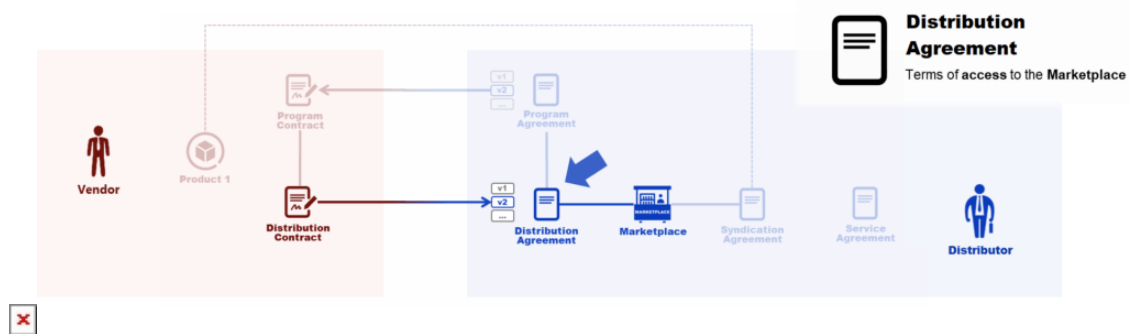 Distribution
Agreement
Terms of access to the Marketplace
v1
v2
...
Program
Contract
Program
Agreement
Vendor
Product 1
v1
v2
...
MARKETPLACE
Distribution
Contract
Distribution
Agreement
Marketplace
Syndication
Agreement
Service
Agreement
Distributor